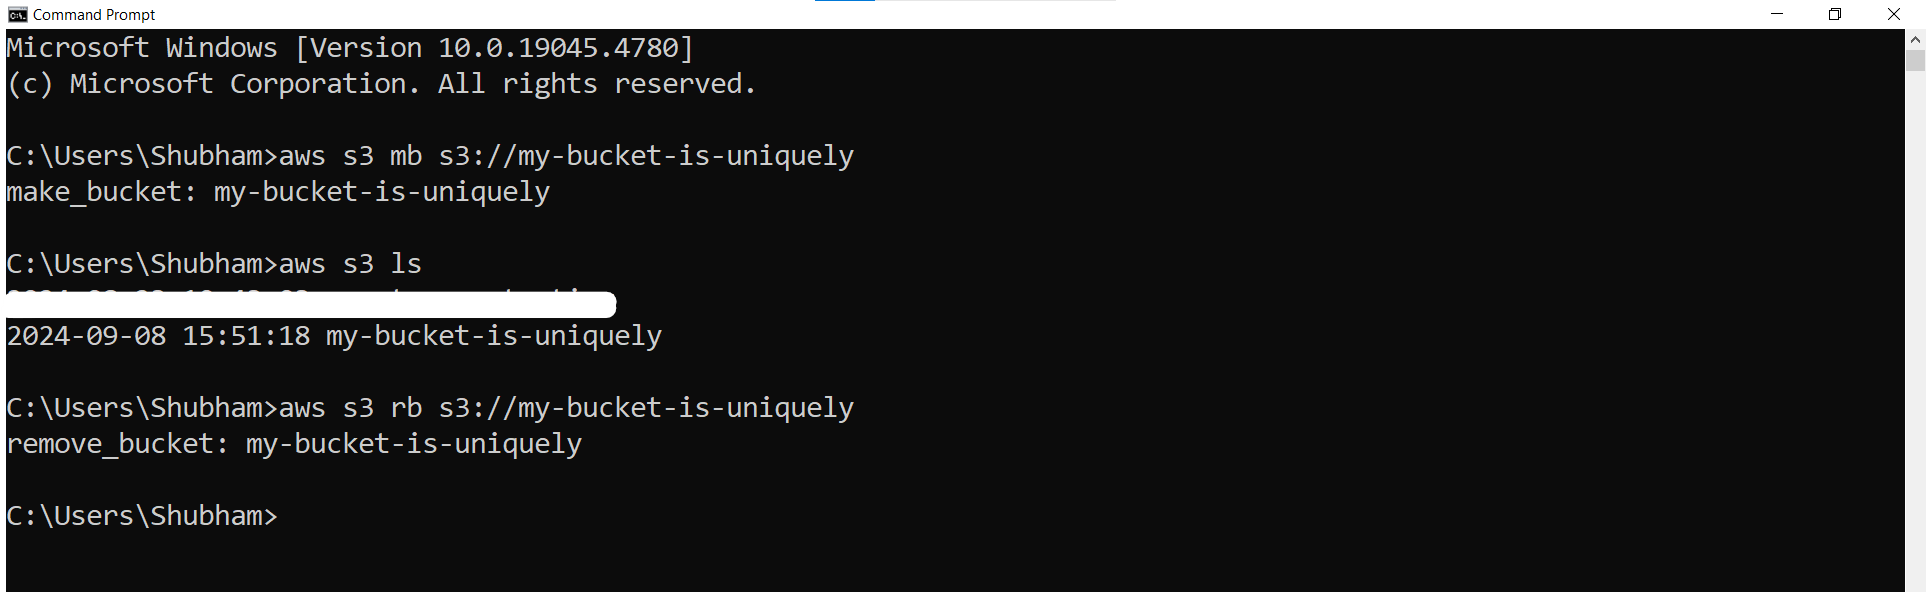 Command Prompt
Microsoft Windows [Version 10.0.19045.4780]
(c) Microsoft Corporation. All rights reserved.
C:\Users\Shubham>aws s3 mb s3://my-bucket-is-uniquely
make_bucket: my-bucket-is-uniquely
C:\Users\Shubham>aws s3 ls
2024-09-08 15:51:18 my-bucket-is-uniquely
C:\Users\Shubham>aws s3 rb s3://my-bucket-is-uniquely
remove_bucket: my-bucket-is-uniquely
C:\Users\Shubham>